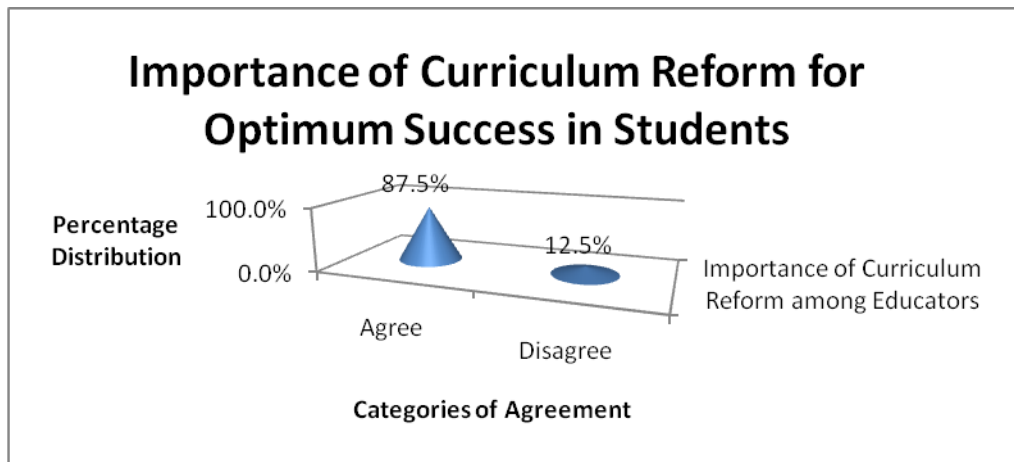 Importance of Curriculum Reform for
Optimum Success in Students
87.5%
100.0%
Percentage
Distribution
12.5%
0.0%
Importance of Curriculum
Reform among Educators
Agree
Disagree
Categories of Agreement